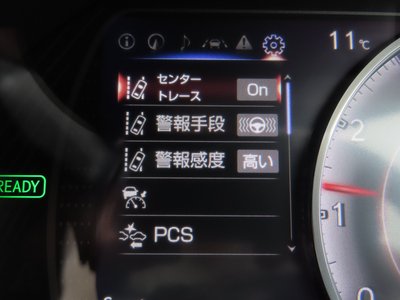 11℃
センター
トレース
On
警報手段
警報感度
高い
PCS
READY
2
1